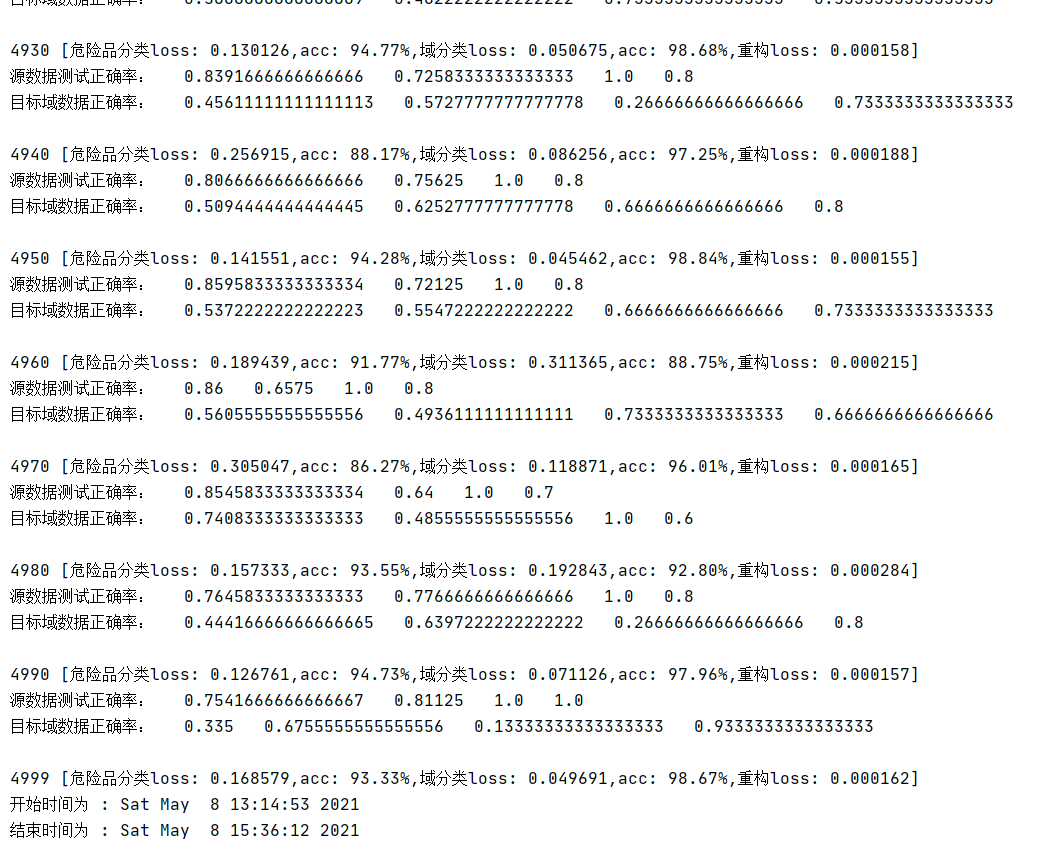 4930 [危险品分类loss: 0.130126,acc: 94.77%,域分类loss: 0.050675,acc: 98.68%,重构loss: 0.000158]
源数据测试正确率:   0.8391666666666666   0.7258333333333333   1.0   0.8
目标域数据正确率:   0.45611111111111113   0.5727777777777778   0.26666666666666666   0.7333333333333333
4940 [危险品分类loss: 0.256915,acc: 88.17%,域分类loss: 0.086256,acc: 97.25%,重构loss: 0.000188]
源数据测试正确率:   0.8066666666666666   0.75625   1.0   0.8
目标域数据正确率:   0.5094444444444445   0.6252777777777778   0.6666666666666666   0.8
4950 [危险品分类loss: 0.141551,acc: 94.28%,域分类loss: 0.045462,acc: 98.84%,重构loss: 0.000155]
源数据测试正确率:   0.8595833333333334   0.72125   1.0   0.8
目标域数据正确率:   0.5372222222222223   0.5547222222222222   0.6666666666666666   0.7333333333333333
4960 [危险品分类loss: 0.189439,acc: 91.77%,域分类loss: 0.311365,acc: 88.75%,重构loss: 0.000215]
源数据测试正确率:   0.86   0.6575   1.0   0.8
目标域数据正确率:   0.5605555555555556   0.4936111111111111   0.7333333333333333   0.6666666666666666
4970 [危险品分类loss: 0.305047,acc: 86.27%,域分类loss: 0.118871,acc: 96.01%,重构loss: 0.000165]
源数据测试正确率:   0.8545833333333334   0.64   1.0   0.7
目标域数据正确率:   0.7408333333333333   0.4855555555555556   1.0   0.6
4980 [危险品分类loss: 0.157333,acc: 93.55%,域分类loss: 0.192843,acc: 92.80%,重构loss: 0.000284]
源数据测试正确率:   0.7645833333333333   0.7766666666666666   1.0   0.8
目标域数据正确率:   0.44416666666666665   0.6397222222222222   0.26666666666666666   0.8
4990 [危险品分类loss: 0.126761,acc: 94.73%,域分类loss: 0.071126,acc: 97.96%,重构loss: 0.000157]
源数据测试正确率:   0.7541666666666667   0.81125   1.0   1.0
目标域数据正确率:   0.335   0.6755555555555556   0.13333333333333333   0.9333333333333333
4999 [危险品分类loss: 0.168579,acc: 93.33%,域分类loss: 0.049691,acc: 98.67%,重构loss: 0.000162]
开始时间为 : Sat May  8 13:14:53 2021
结束时间为 : Sat May  8 15:36:12 2021